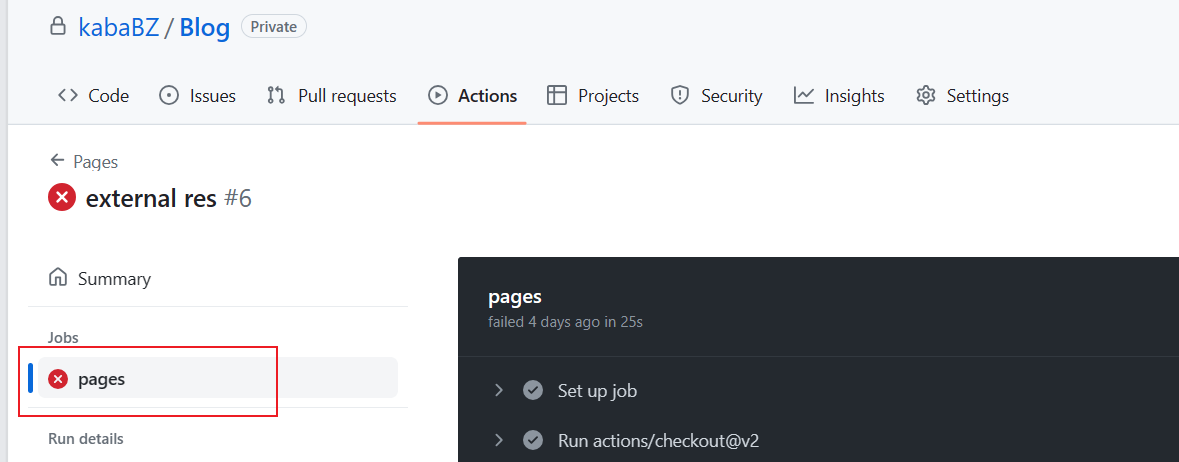 kabaBZ / Blog Private
Code Issues Pull requests Actions Projects Security Insights Settings
Pages
external res #6
Summary
Jobs
pages
Run details
pages
failed 4 days ago in 25s
Set up job
Run actions/checkout@v2